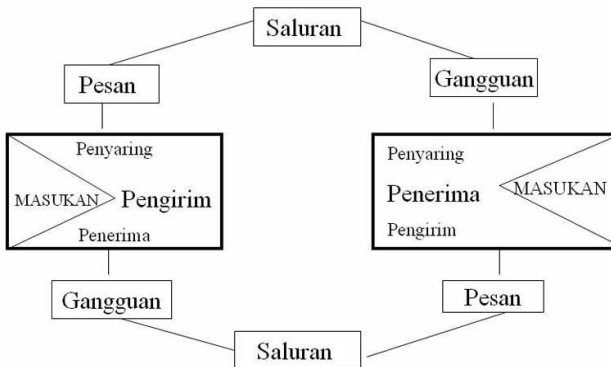 Saluran
Pesan
Gangguan
Penyaring
MASUKAN
Pengirim
Penerima
Penyaring
Penerima
MASUKAN
Pengirim
Gangguan
Pesan
Saluran